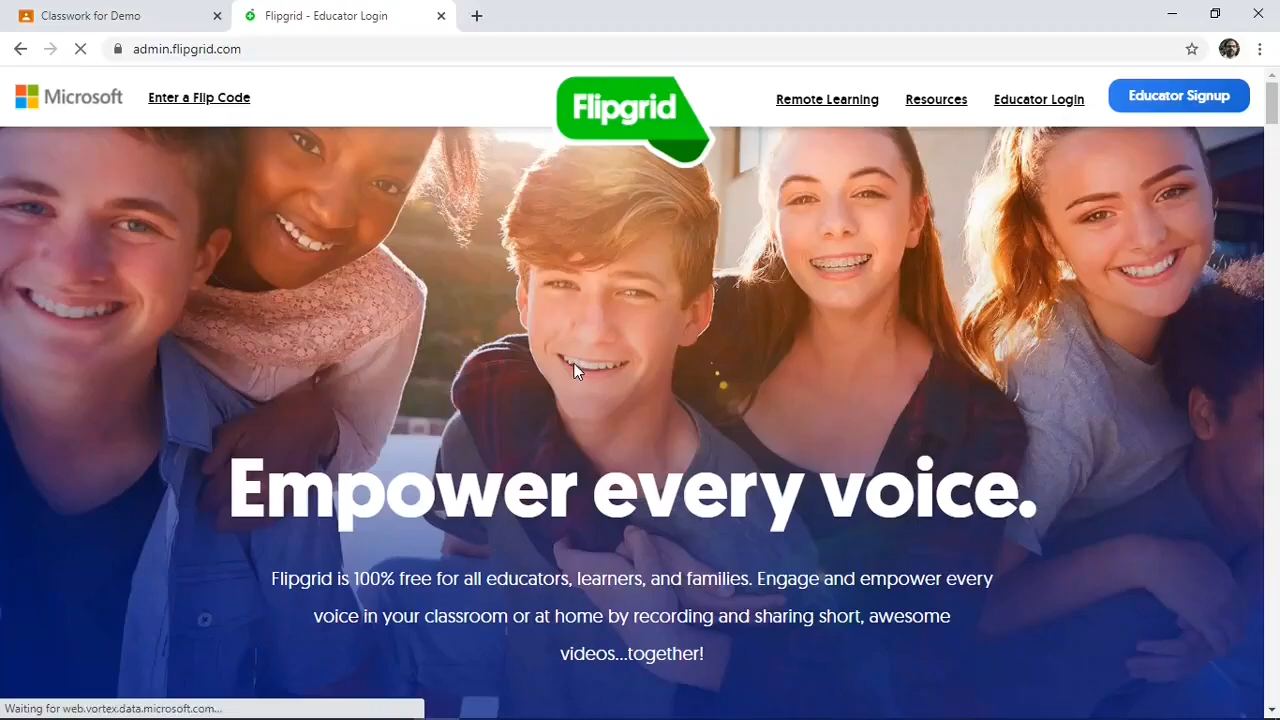 Classwork for Demo
Flipgrid - Educator Login
admin.flipgrid.com
Microsoft
Enter a Flip Code
Flipgrid
Remote Learning
Resources
Educator Login
Educator Signup
Empower every voice.
Flipgrid is 100% free for all educators, learners, and families. Engage and empower every
voice in your classroom or at home by recording and sharing short, awesome
videos...together!
Waiting for web.vortex.data.microsoft.com...